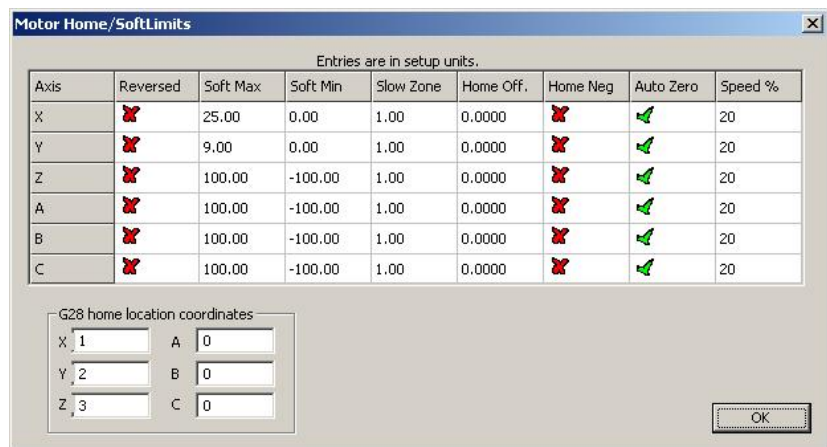 Motor Home/SoftLimits
Entries are in setup units.
Axis Reversed Soft Max Soft Min Slow Zone Home Off. Home Neg Auto Zero Speed %
X 25.00 0.00 1.00 0.0000 20
Y 9.00 0.00 1.00 0.0000 20
Z 100.00 -100.00 1.00 0.0000 20
A 100.00 -100.00 1.00 0.0000 20
B 100.00 -100.00 1.00 0.0000 20
C 100.00 -100.00 1.00 0.0000 20
G28 home location coordinates
X 1 A 0
Y 2 B 0
Z 3 C 0
OK